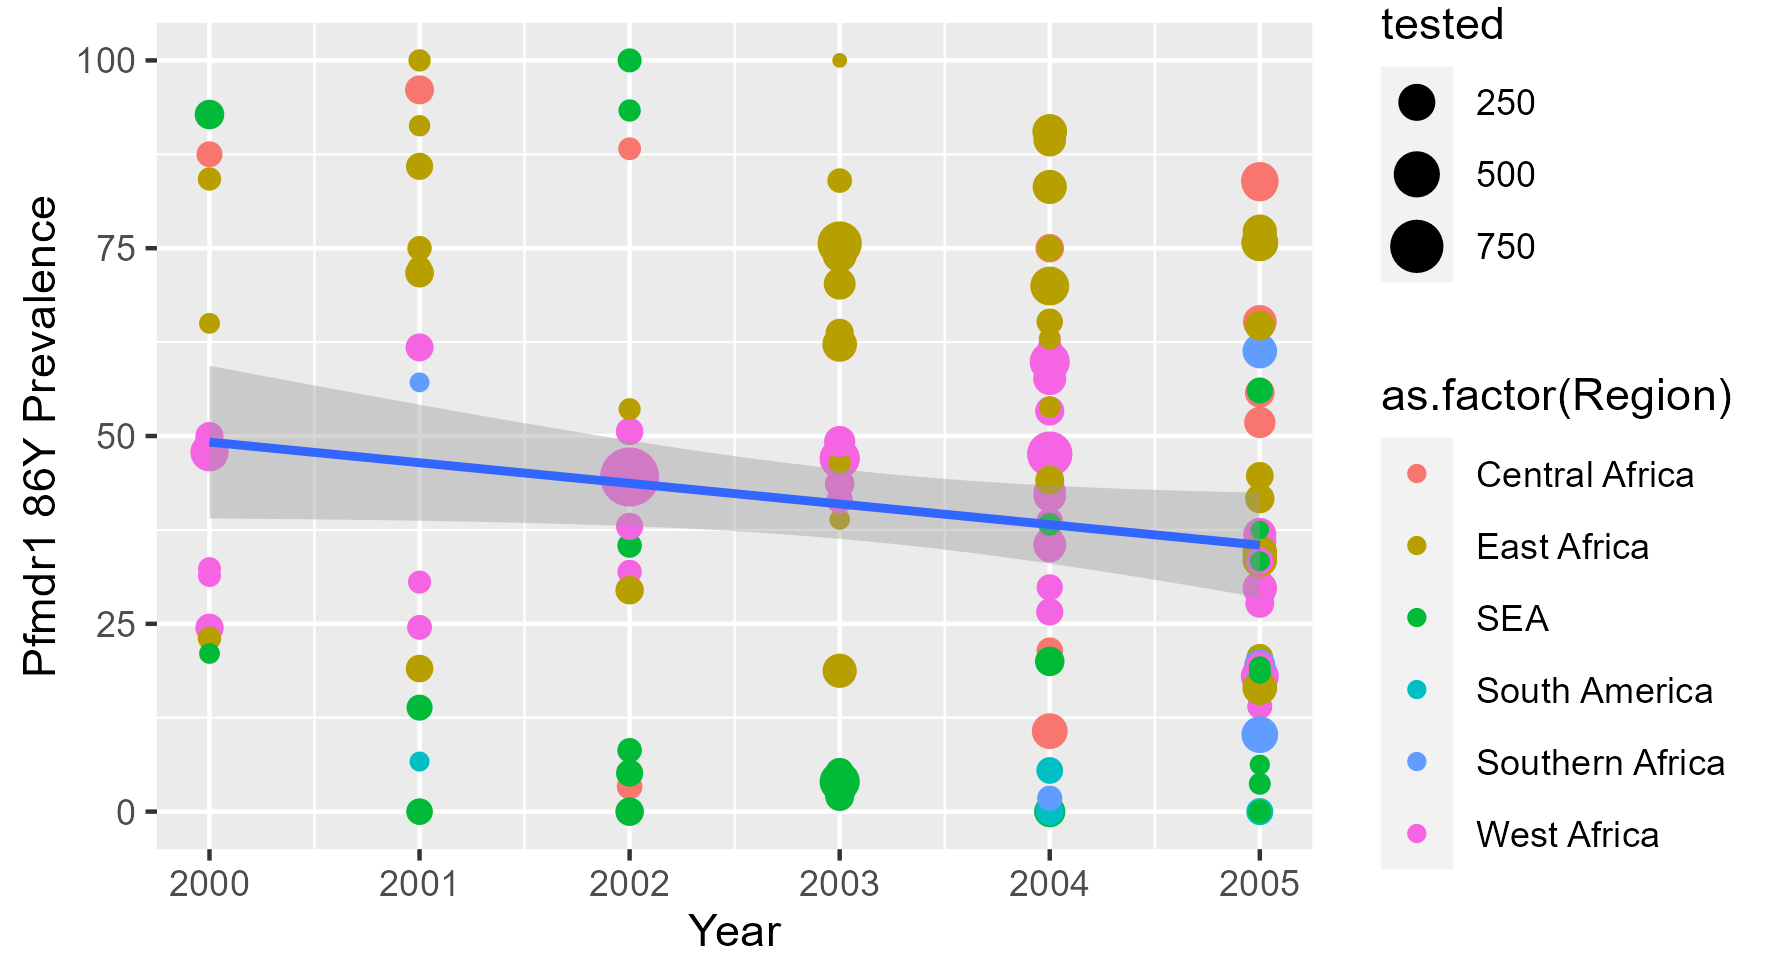 100
75
50
25
0
Pfmdr1 86Y Prevalence
2000 2001 2002 2003 2004 2005
Year
tested
250
500
750
as.factor(Region)
Central Africa
East Africa
SEA
South America
Southern Africa
West Africa